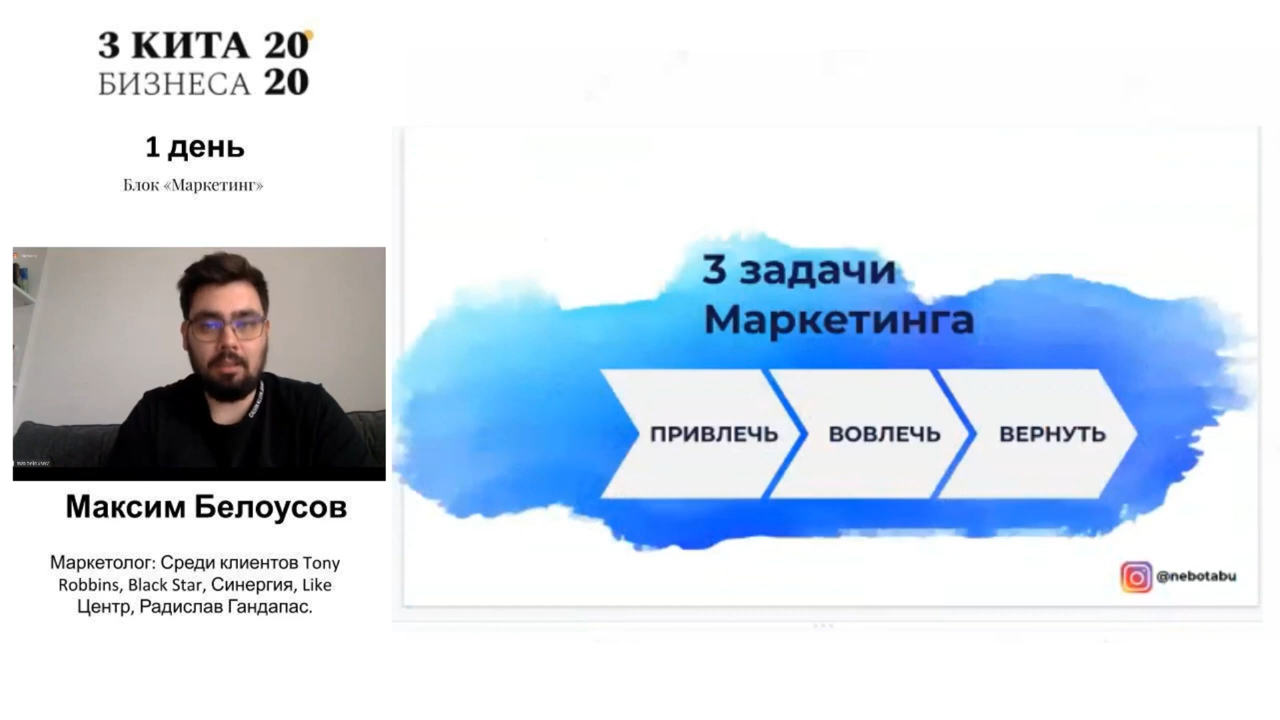 3 КИТА 20
БИЗНЕСА 20
1 день
Блок «Маркетинг»
Максим Белоусов
Маркетолог: Среди клиентов Tony
Robbins, Black Star, Синергия, Like
Центр, Радислав Гандапас.
3 задачи
Маркетинга
ПРИВЛЕЧЬ
ВОВЛЕЧЬ
ВЕРНУТЬ
@nebotabu